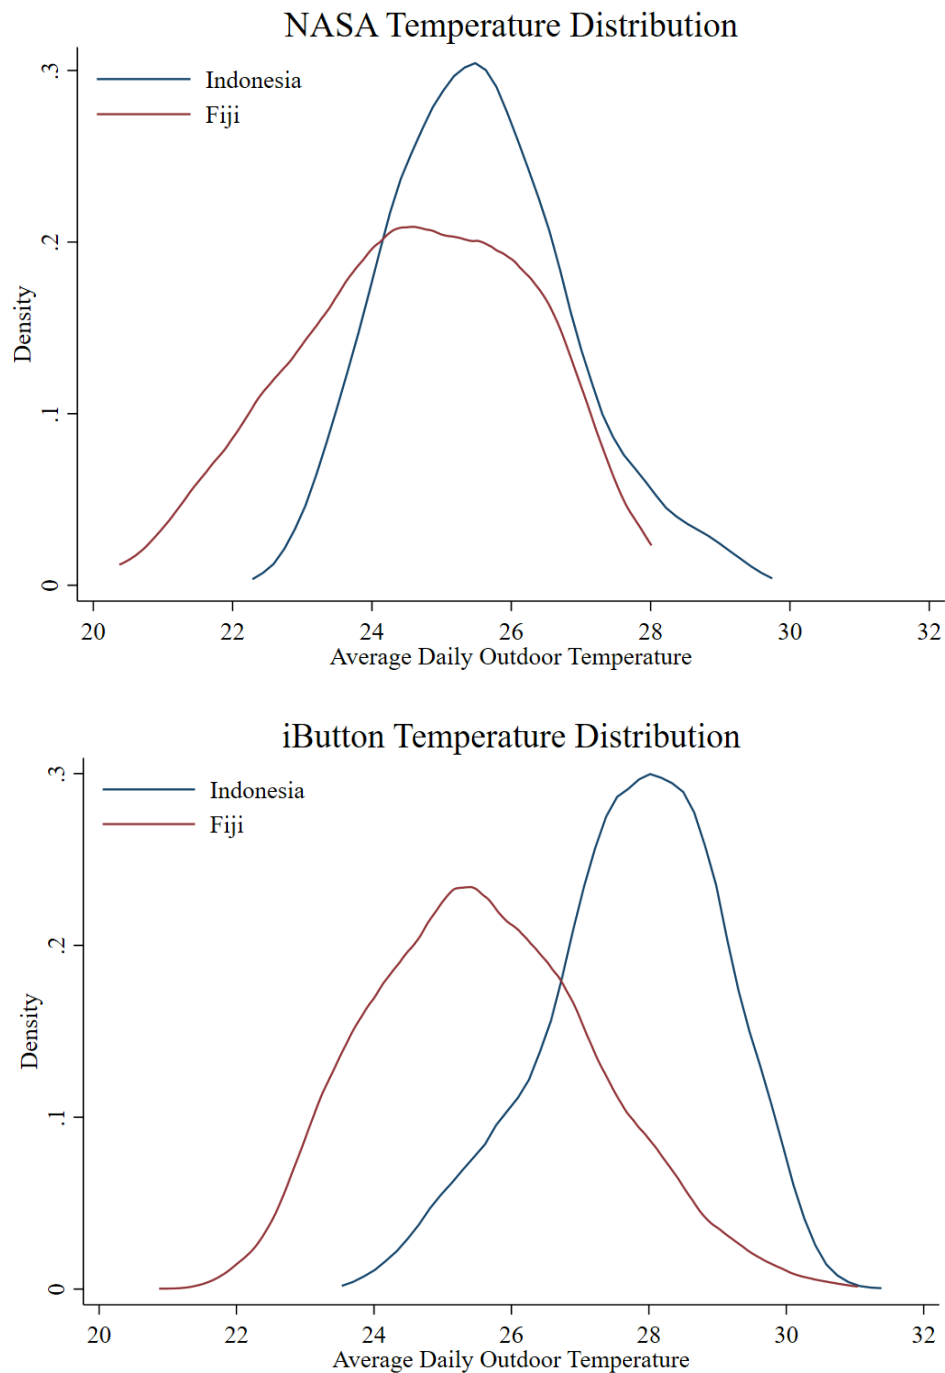 NASA Temperature Distribution
Indonesia
Fiji
Density
.3
.2
.1
0
20 22 24 26 28 30 32
Average Daily Outdoor Temperature
iButton Temperature Distribution
Indonesia
Fiji
Density
.3
.2
.1
0
20 22 24 26 28 30 32
Average Daily Outdoor Temperature